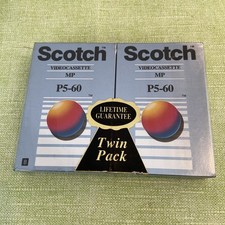 Scotch
VIDEOCASSETTE
MP
P5-60
Scotch
VIDEOCASSETTE
MP
P5-60
LIFETIME
GUARANTEE
Twin
Pack